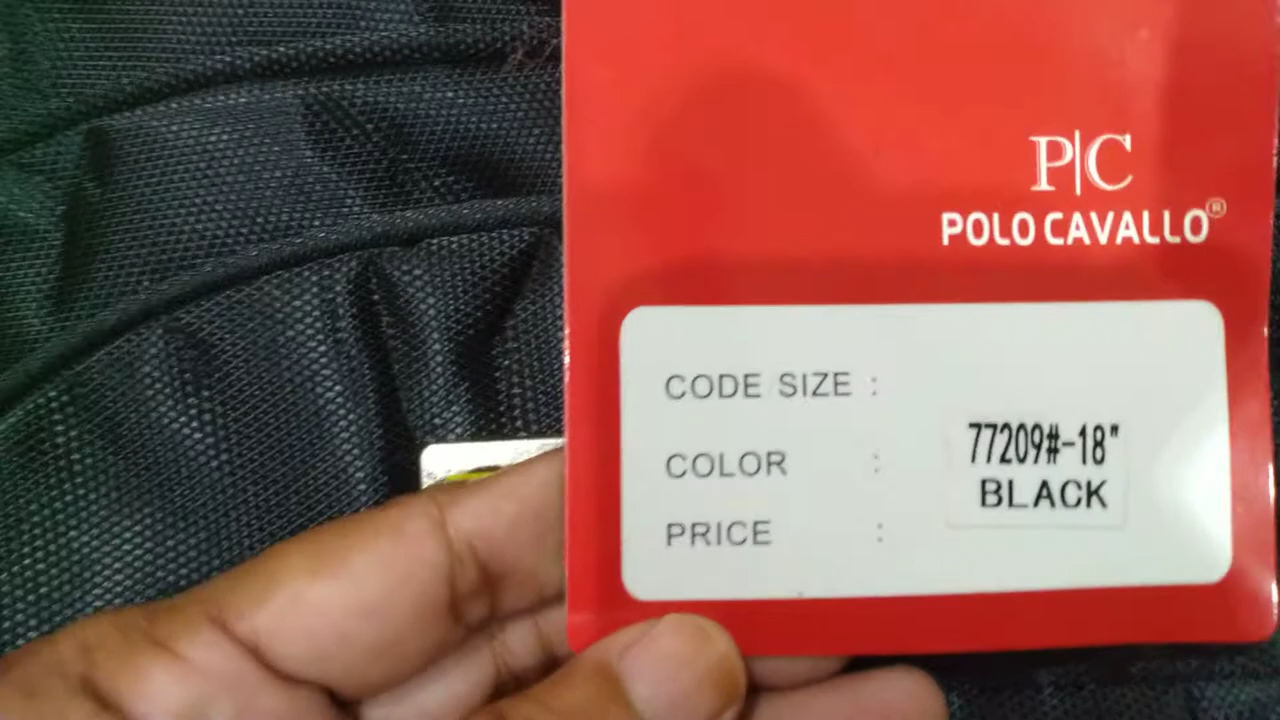 P|C
POLO CAVALLO®
CODE SIZE :
77209#-18"
COLOR :
BLACK
PRICE :